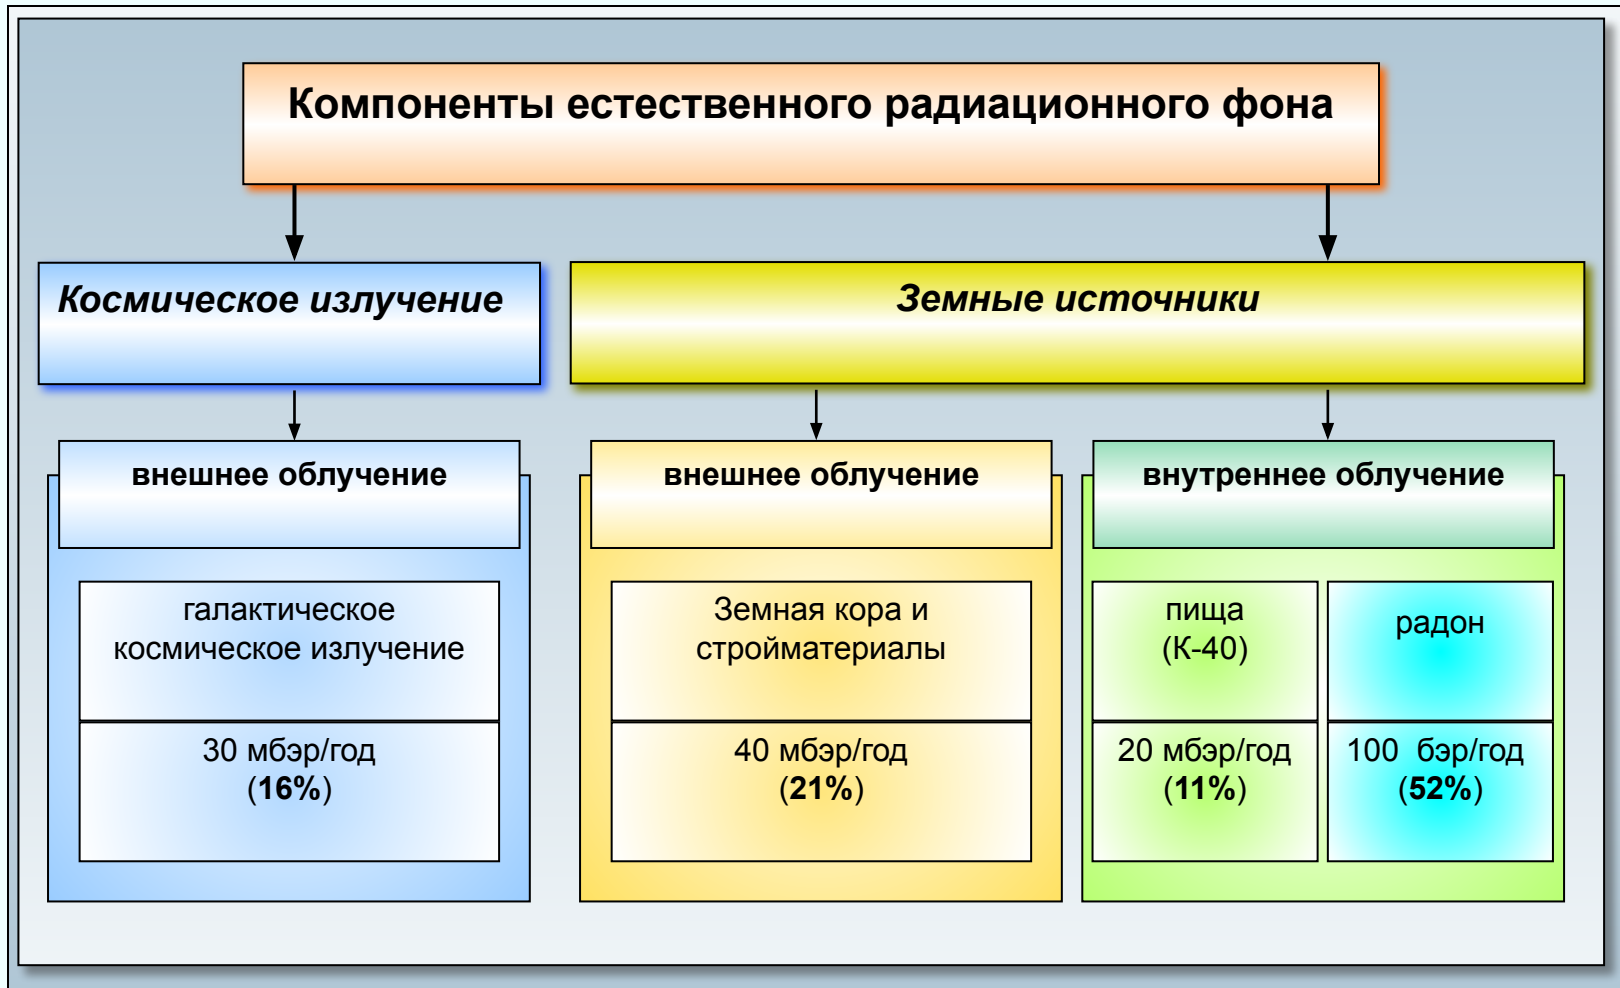 Компоненты естественного радиационного фона
Космическое излучение
Земные источники
внешнее облучение
галактическое
космическое излучение
30 мбэр/год
(16%)
внешнее облучение
Земная кора и
стройматериалы
40 мбэр/год
(21%)
внутреннее облучение
пища
(К-40)
20 мбэр/год
(11%)
радон
100 бэр/год
(52%)